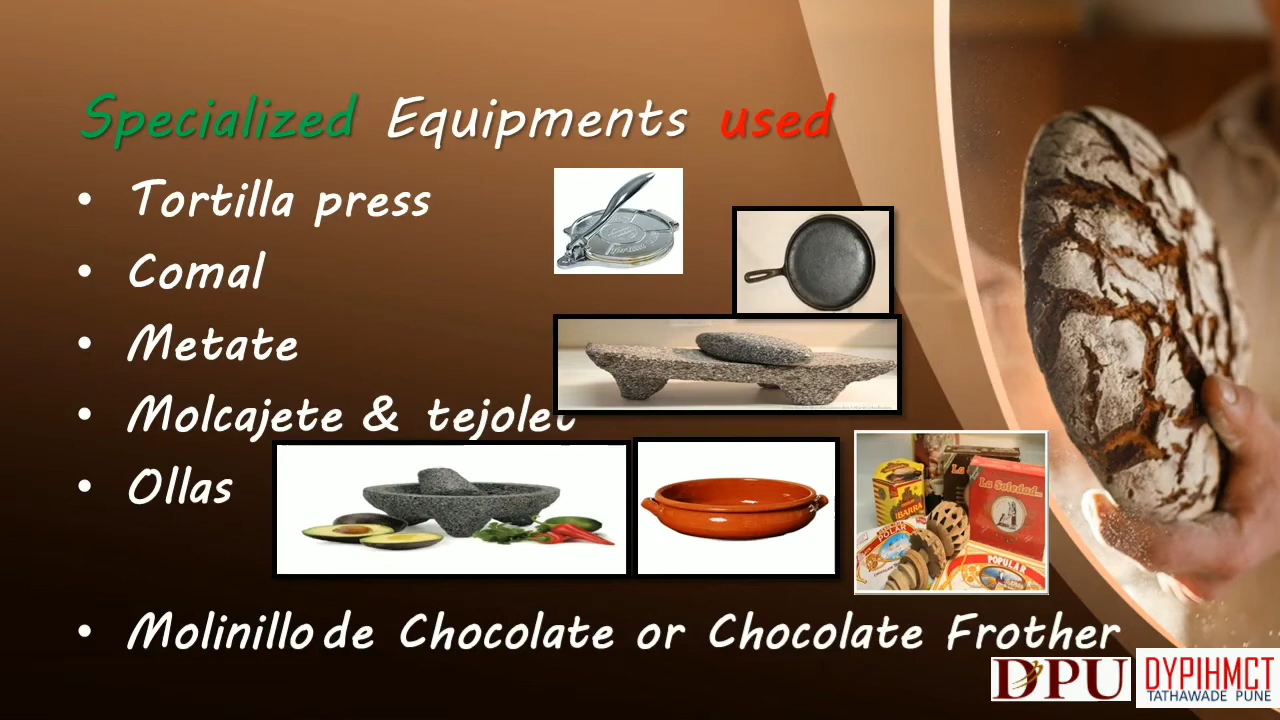 Specialized Equipments used
• Tortilla press
• Comal
• Metate
• Molcajete & tejolet
• Ollas
La Soledad
IBARRA
POPULAR
• Molinillo de Chocolate or Chocolate Frother
DPU
DYPIHMCT
TATHAWADE PUNE